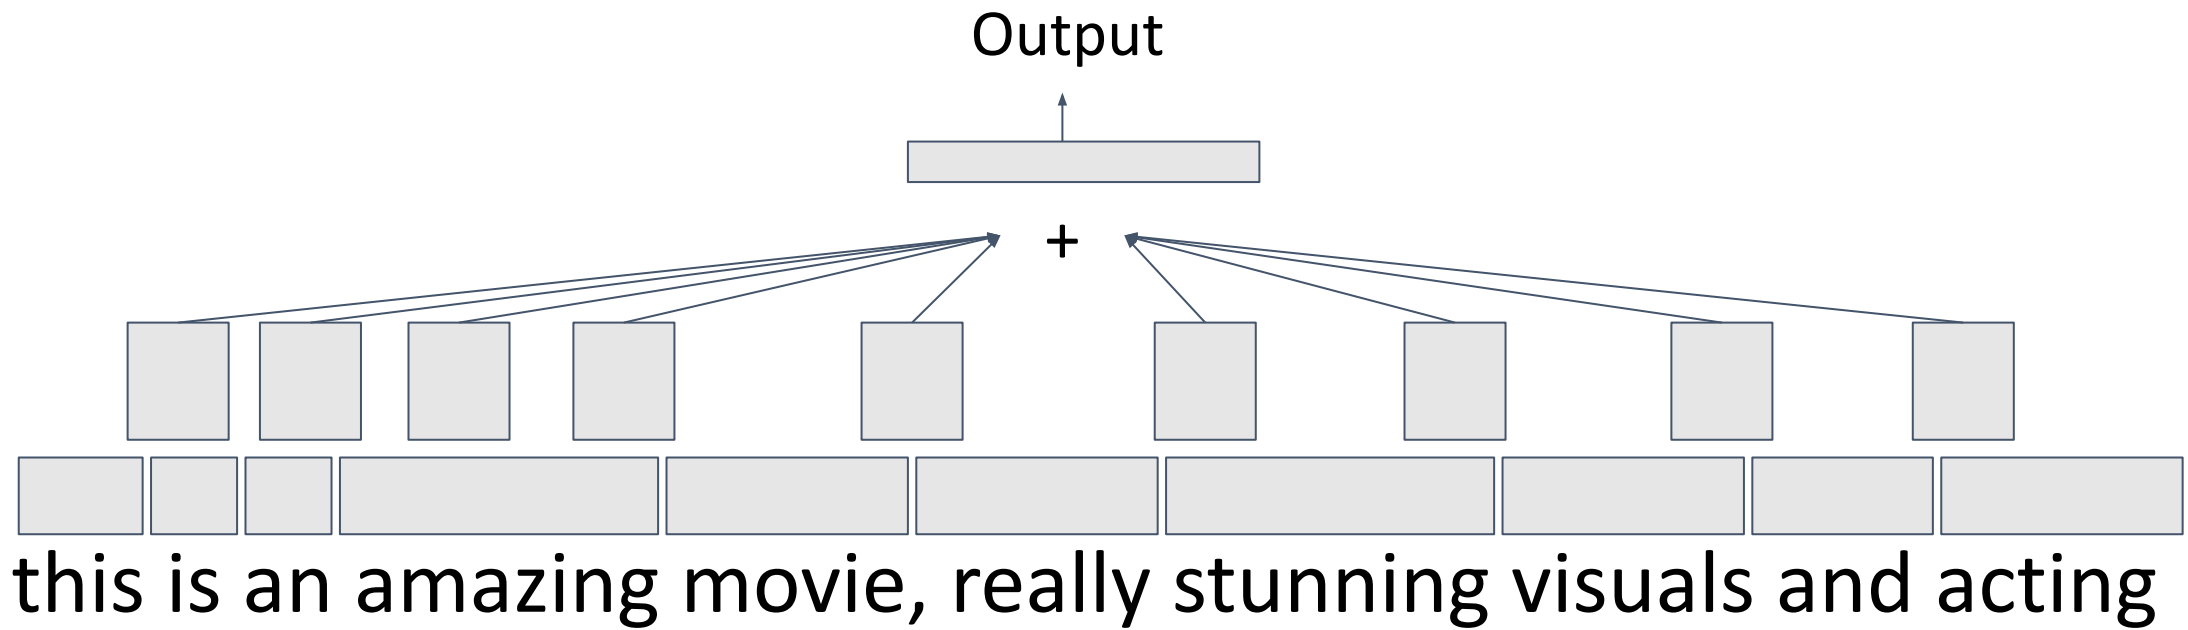 Output
+
this is an amazing movie, really stunning visuals and acting